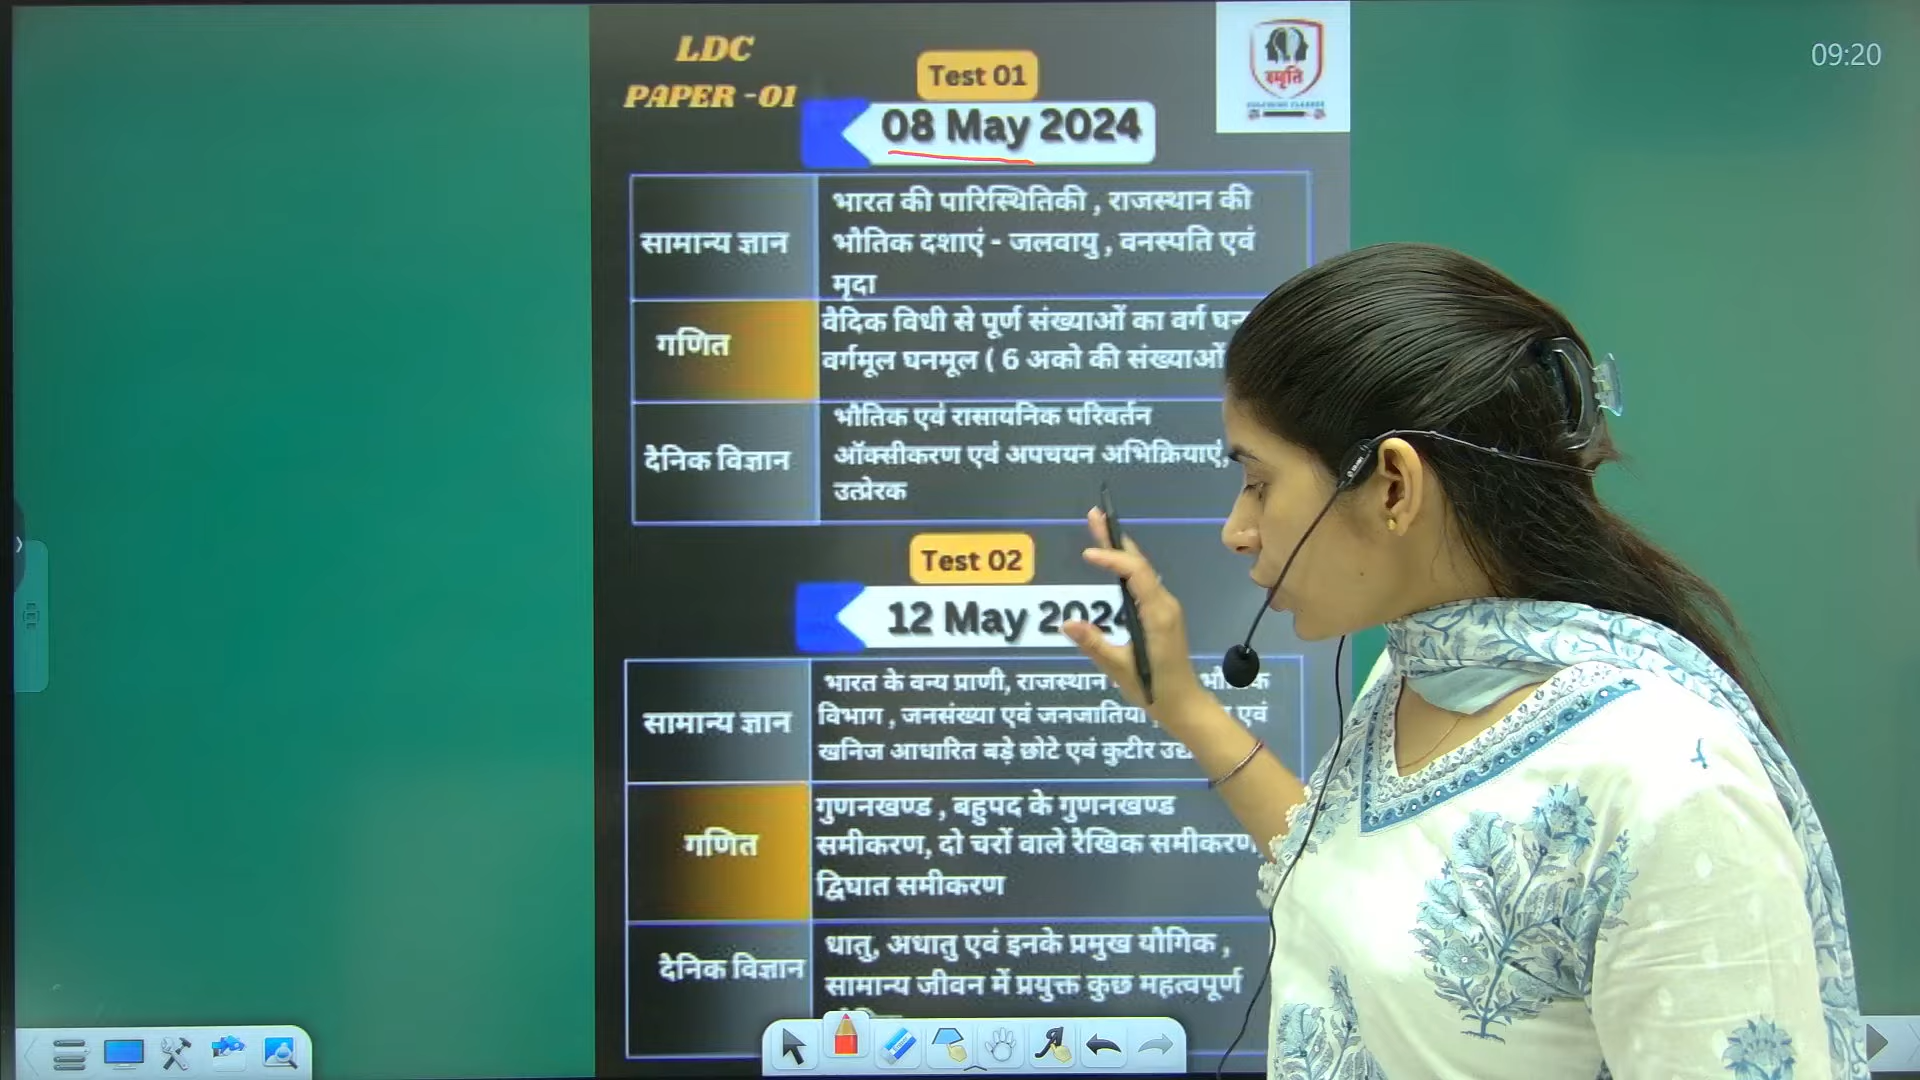 LDC
PAPER -01
Test 01
08 May 2024
स्मृति
09:20
सामान्य ज्ञान
भारत की पारिस्थितिकी , राजस्थान की
भौतिक दशाएं - जलवायु , वनस्पति एवं
मृदा
गणित
वैदिक विधी से पूर्ण संख्याओं का वर्ग घन
वर्गमूल घनमूल ( 6 अको की संख्याओं
दैनिक विज्ञान
भौतिक एवं रासायनिक परिवर्तन
ऑक्सीकरण एवं अपचयन अभिक्रियाएं,
उत्प्रेरक
Test 02
12 May 2024
सामान्य ज्ञान
भारत के वन्य प्राणी, राजस्थान
विभाग , जनसंख्या एवं एवं
खनिज आधारित बड़े छोटे एवं कुटीर
गणित
गुणनखण्ड , बहुपद के गुणनखण्ड
समीकरण, दो चरों वाले रैखिक समीकरण,
द्विघात समीकरण
दैनिक विज्ञान
धातु, अधातु एवं इनके प्रमुख यौगिक ,
सामान्य जीवन में प्रयुक्त कुछ महत्वपूर्ण